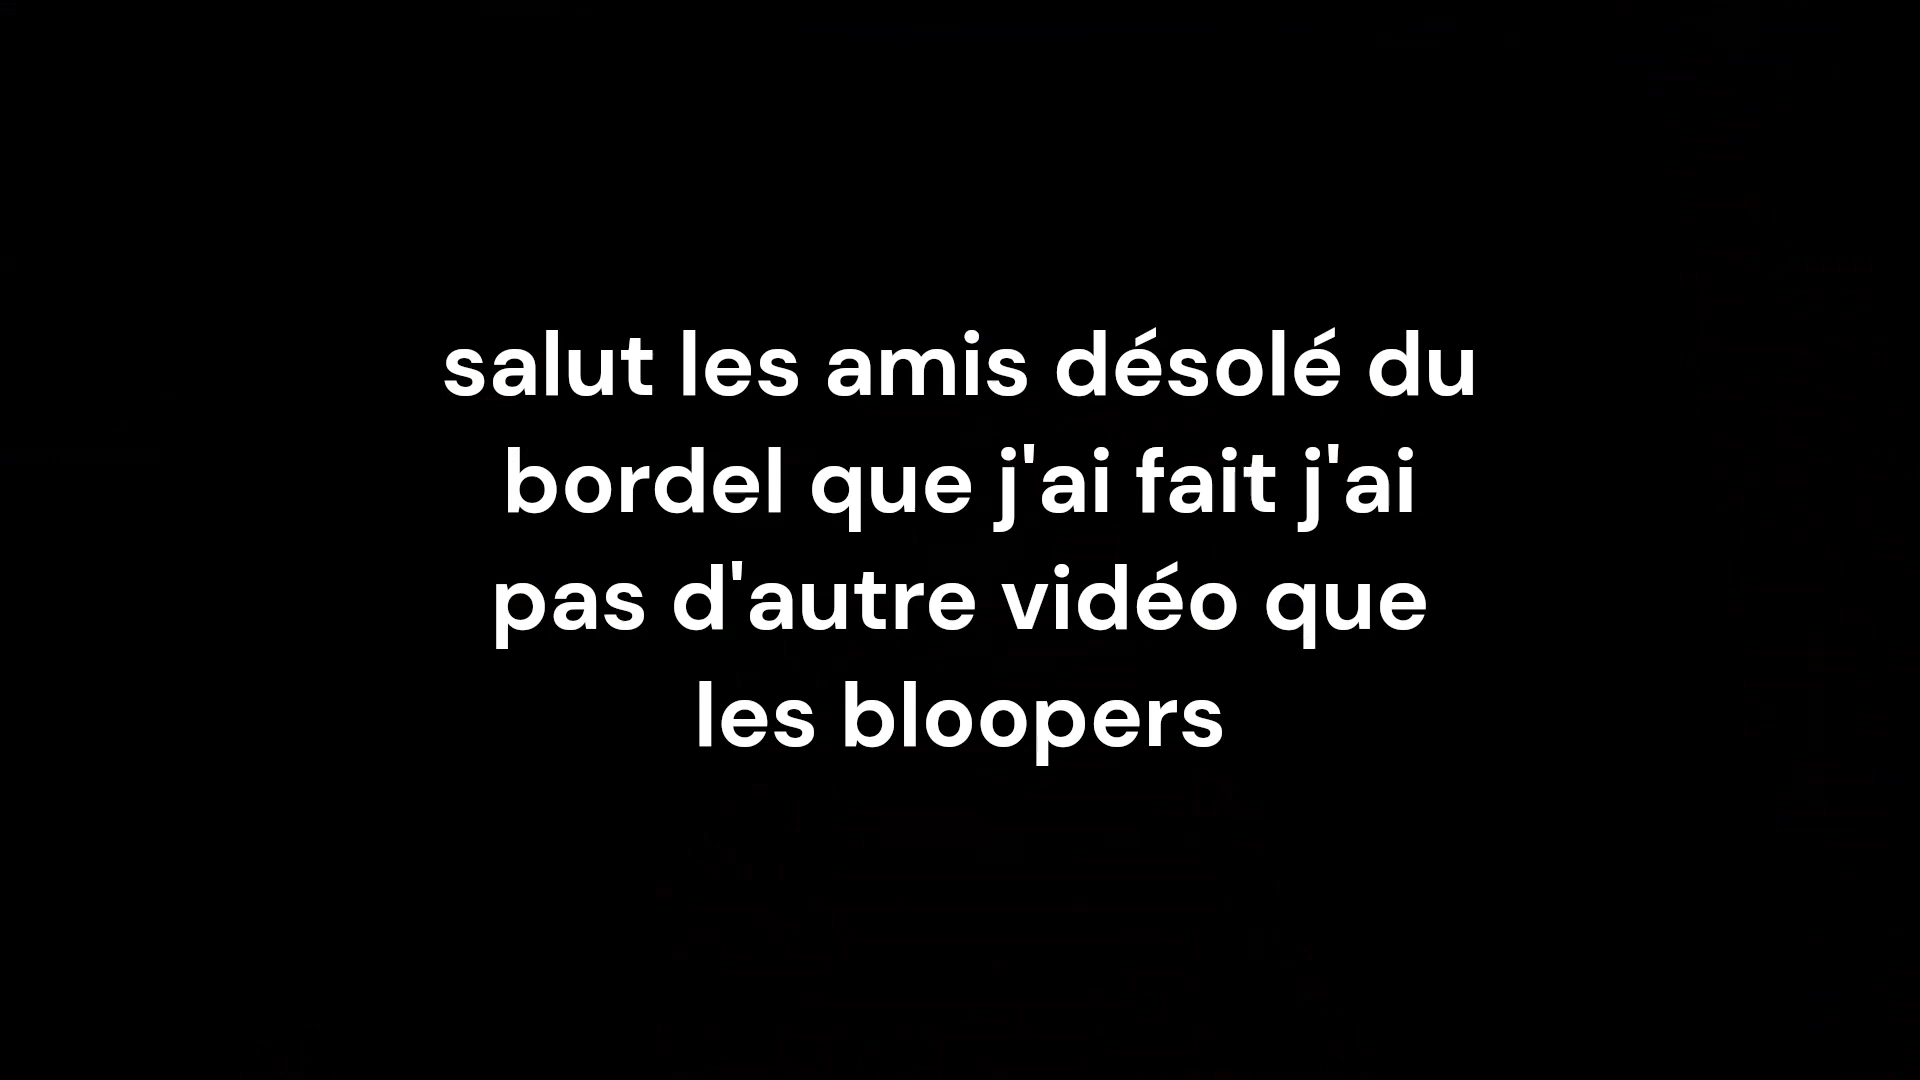 salut les amis désolé du
bordel que j'ai fait j'ai
pas d'autre vidéo que
les bloopers